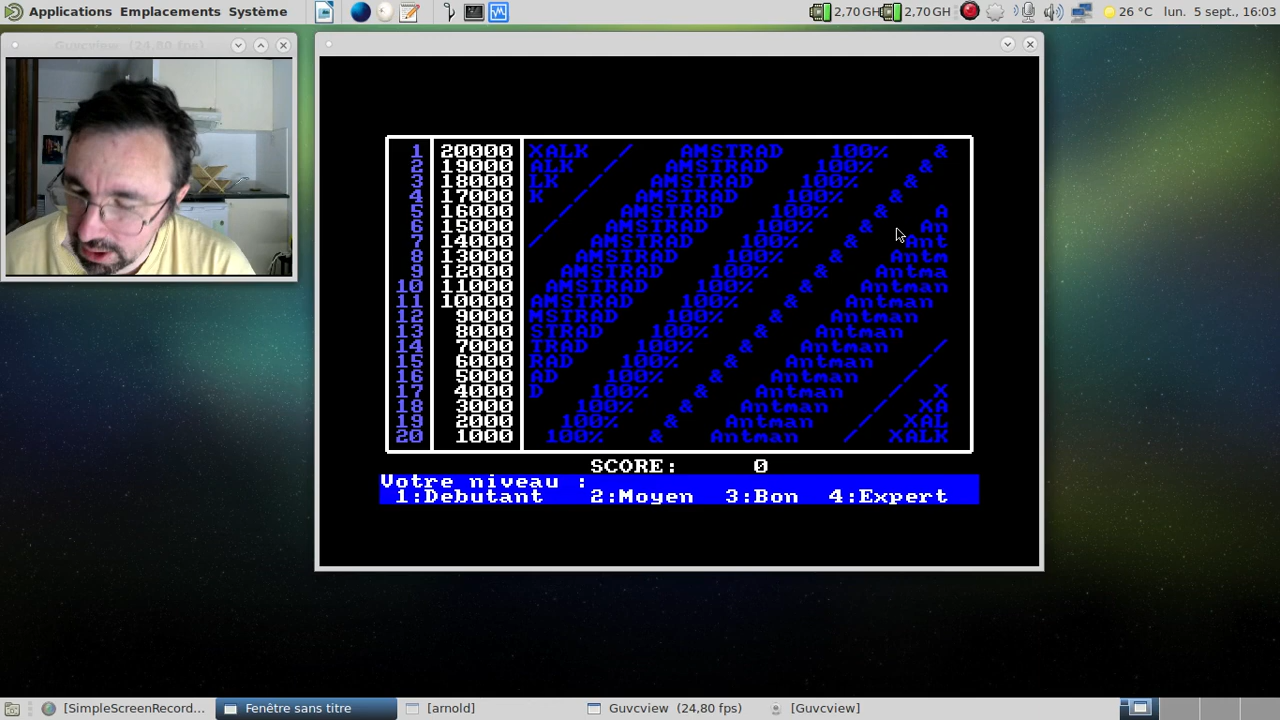 Applications Emplacements Système
2,70 GH 2,70 GH 26 °C lun. 5 sept., 16:03
Guvcview (24,80 fps)
1 20000 XALK / AMSTRAD 100% &
2 19000 ALK / AMSTRAD 100% &
3 18000 LK / AMSTRAD 100% &
4 17000 K / AMSTRAD 100% &
5 16000 / AMSTRAD 100% & A
6 15000 / AMSTRAD 100% & An
7 14000 / AMSTRAD 100% & Ant
8 13000 AMSTRAD 100% & Antm
9 12000 AMSTRAD 100% & Antma
10 11000 AMSTRAD 100% & Antman
11 10000 AMSTRAD 100% & Antman
12 9000 MSTRAD 100% & Antman
13 8000 STRAD 100% & Antman
14 7000 TRAD 100% & Antman /
15 6000 RAD 100% & Antman /
16 5000 AD 100% & Antman /
17 4000 D 100% & Antman / X
18 3000 100% & Antman / XA
19 2000 100% & Antman / XAL
20 1000 100% & Antman / XALK
SCORE: 0
Votre niveau :
1:Debutant 2:Moyen 3:Bon 4:Expert
[SimpleScreenRecord... Fenêtre sans titre [arnold] Guvcview (24,80 fps) [Guvcview]